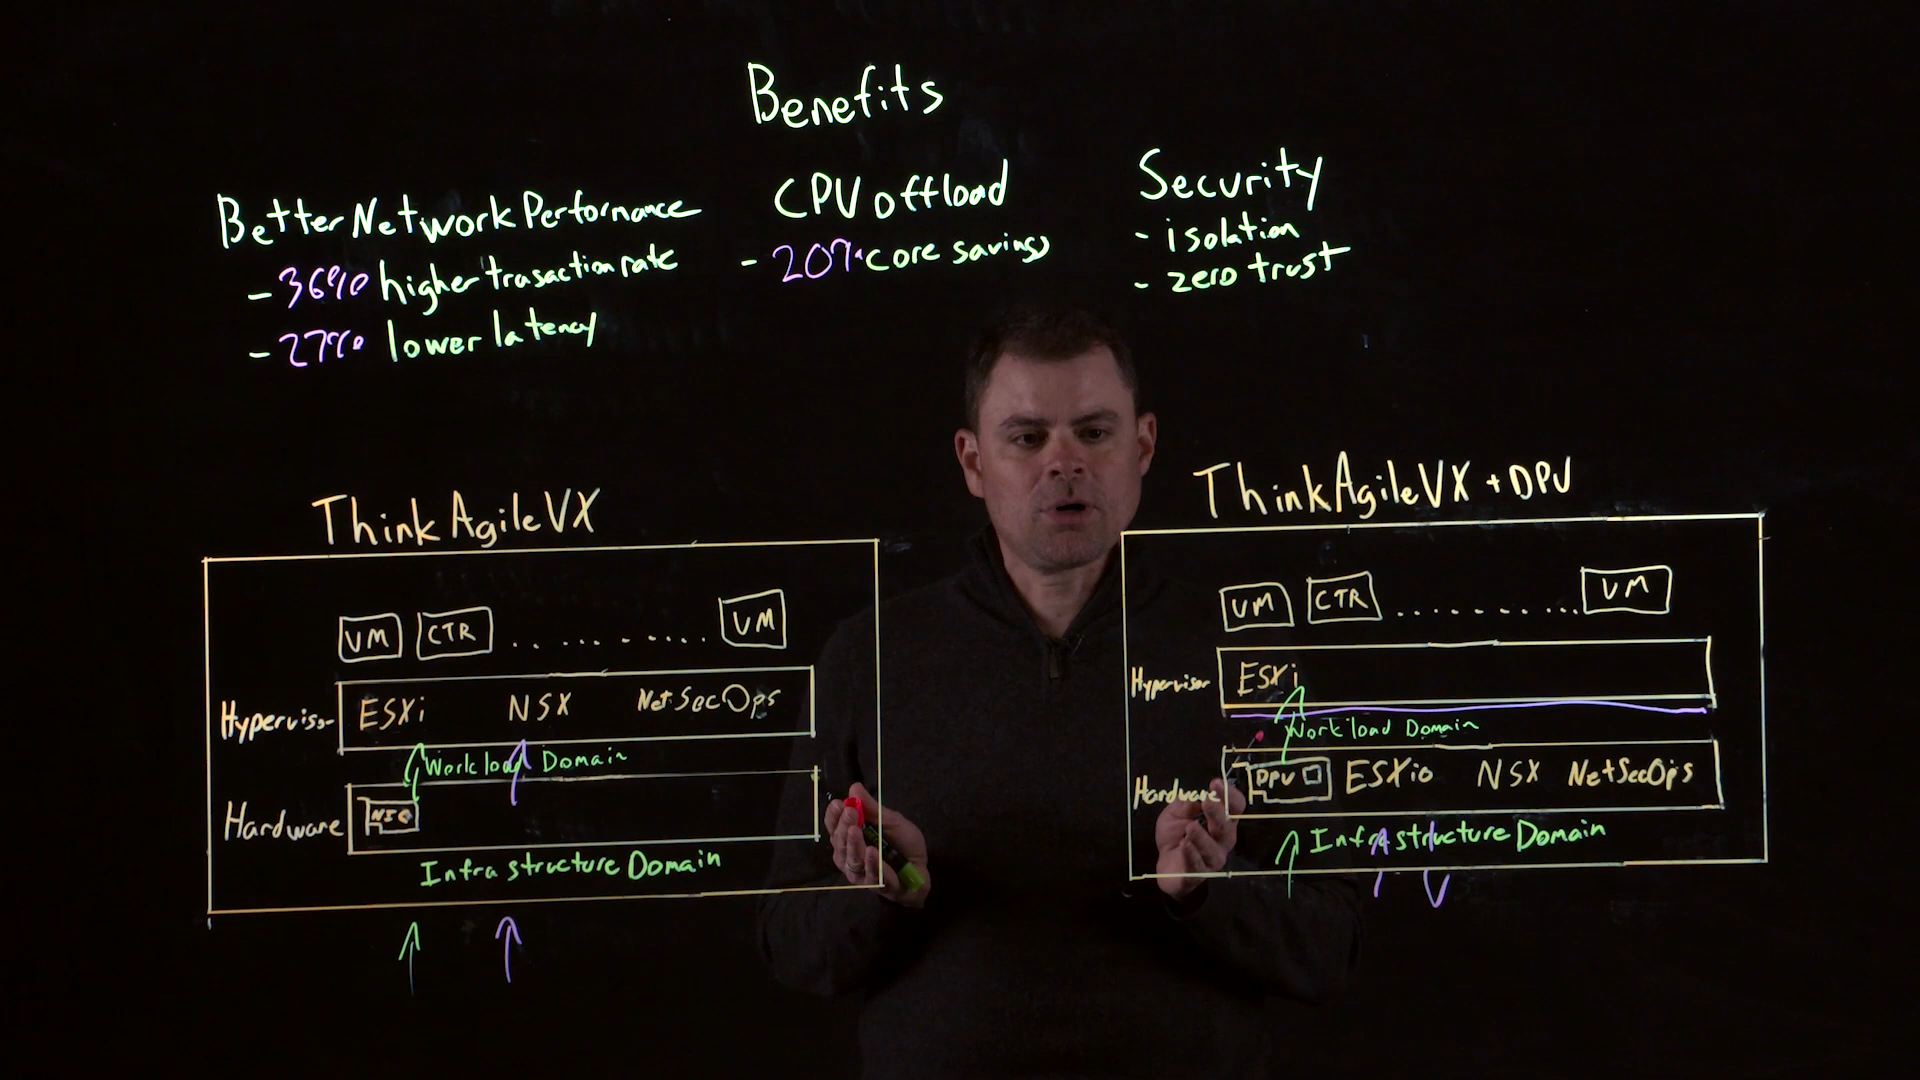 Benefits
Better Network Performance
- 36% higher trasaction rate
- 27% lower latency
CPU offload
- 20% core savings
Security
- isolation
- zero trust
ThinkAgile VX
VM CTR .......... VM
Hypervisor ESXi NSX NetSecOps
Workload Domain
Hardware NIC
Infrastructure Domain
ThinkAgile VX + DPU
VM CTR .......... VM
Hypervisor ESXi
Workload Domain
Hardware DPU ESXio NSX NetSecOps
Infrastructure Domain